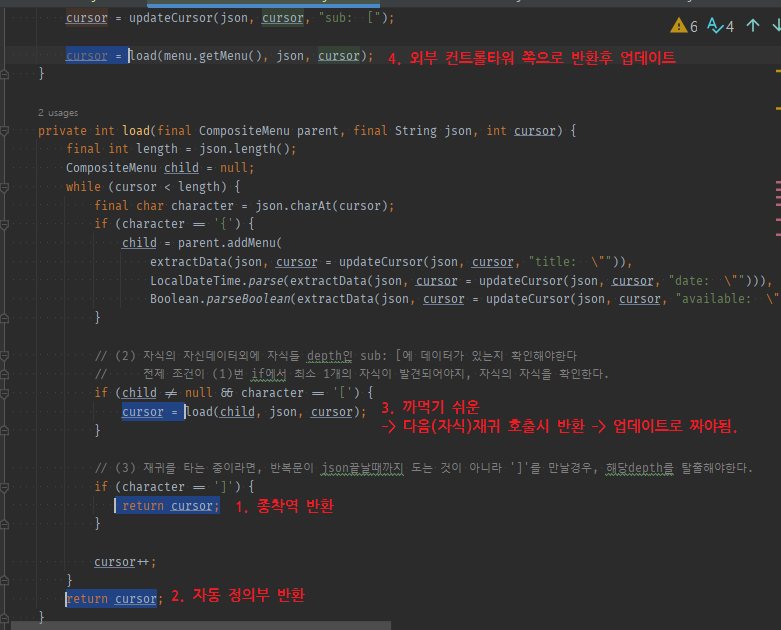 cursor = updateCursor(json, cursor, "sub:  [");
6 4
cursor = load(menu.getMenu(), json, cursor); 4. 외부 컨트롤타워 쪽으로 반환후 업데이트
}
2 usages
private int load(final CompositeMenu parent, final String json, int cursor) {
final int length = json.length();
CompositeMenu child = null;
while (cursor < length) {
final char character = json.charAt(cursor);
if (character == '{') {
child = parent.addMenu(
extractData(json, cursor = updateCursor(json, cursor, "title:  \"")),
LocalDateTime.parse(extractData(json, cursor = updateCursor(json, cursor, "date:  \""))),
Boolean.parseBoolean(extractData(json, cursor = updateCursor(json, cursor, "available:  \"
}
// (2) 자식의 자신데이터외에 자식들 depth인 sub: [에 데이터가 있는지 확인해야한다
//     전제 조건이 (1)번 if에서 최소 1개의 자식이 발견되어야지, 자식의 자식을 확인한다.
if (child ≠ null && character == '[') {
cursor = load(child, json, cursor); 3. 까먹기 쉬운
-> 다음(자식)재귀 호출시 반환 -> 업데이트로 짜야됨.
}
// (3) 재귀를 타는 중이라면, 반복문이 json끝날때까지 도는 것이 아니라 ']'를 만날경우, 해당depth를 탈출해야한다.
if (character == ']') {
return cursor; 1. 종착역 반환
}
cursor++;
}
return cursor; 2. 자동 정의부 반환
}